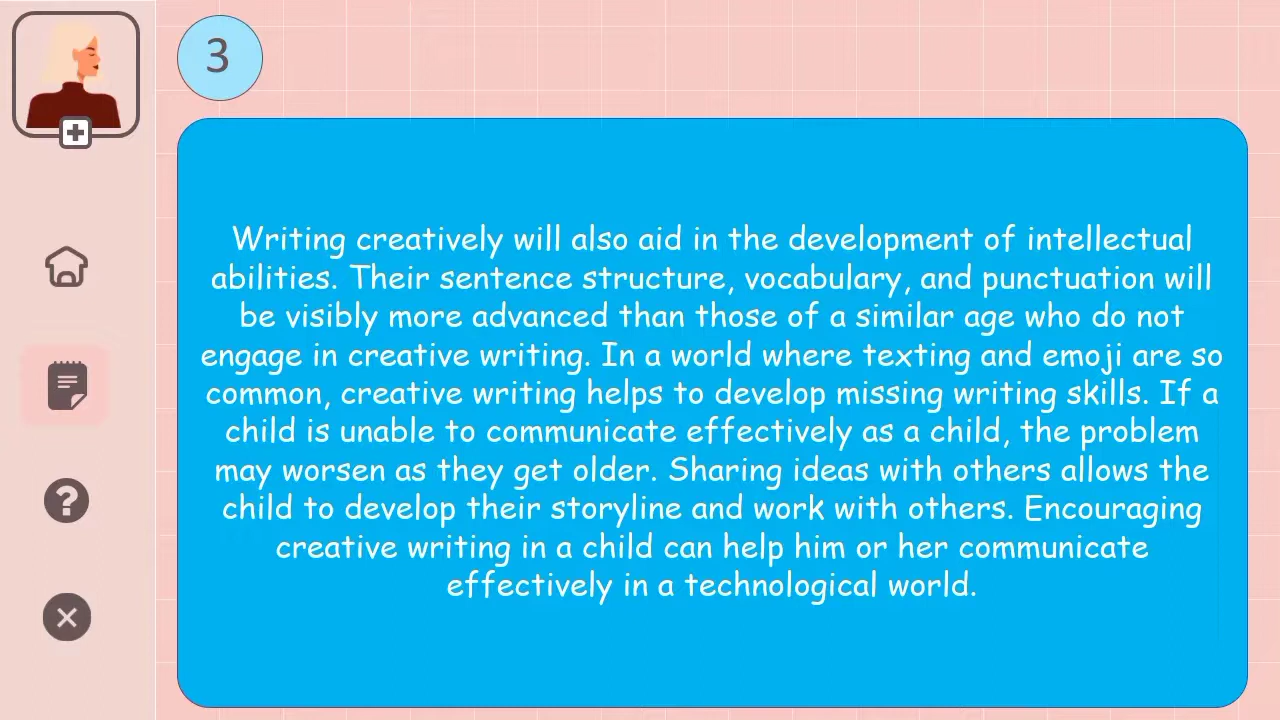 3
Writing creatively will also aid in the development of intellectual
abilities. Their sentence structure, vocabulary, and punctuation will
be visibly more advanced than those of a similar age who do not
engage in creative writing. In a world where texting and emoji are so
common, creative writing helps to develop missing writing skills. If a
child is unable to communicate effectively as a child, the problem
may worsen as they get older. Sharing ideas with others allows the
child to develop their storyline and work with others. Encouraging
creative writing in a child can help him or her communicate
effectively in a technological world.